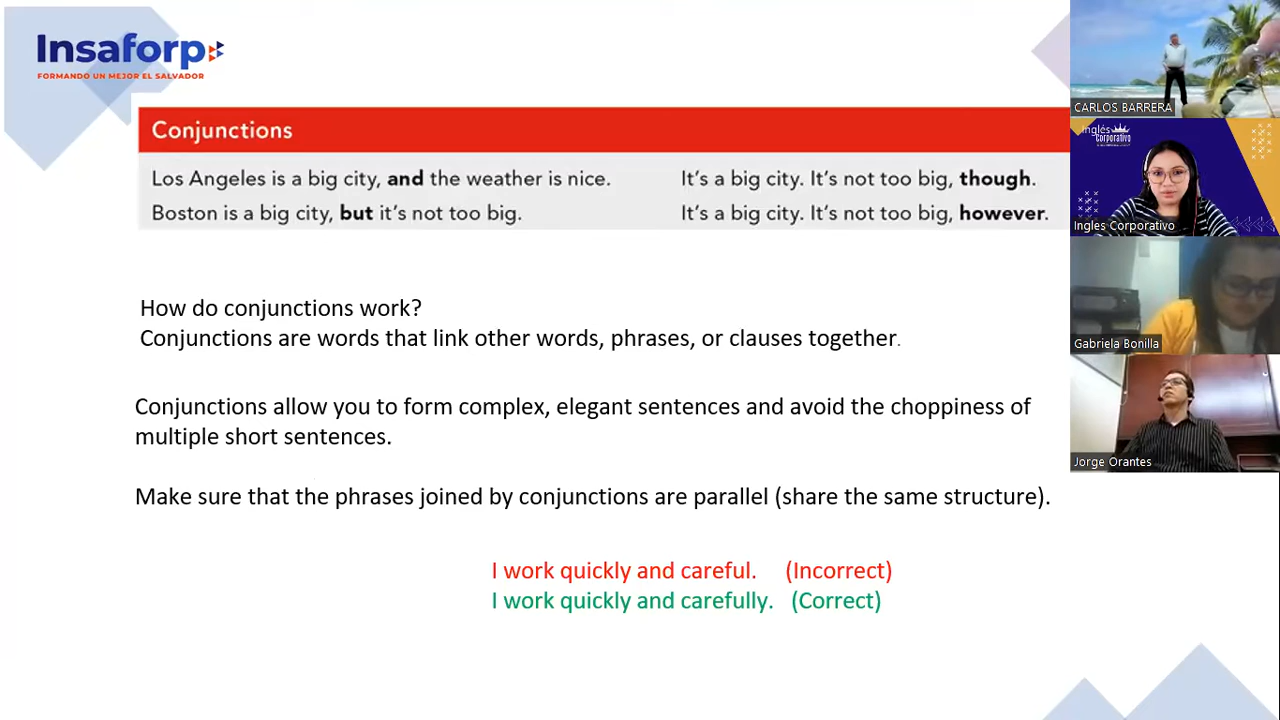 Insaforp
FORMANDO UN MEJOR EL SALVADOR
Conjunctions
Los Angeles is a big city, and the weather is nice.
It's a big city. It's not too big, though.
Boston is a big city, but it's not too big.
It's a big city. It's not too big, however.
How do conjunctions work?
Conjunctions are words that link other words, phrases, or clauses together.
Conjunctions allow you to form complex, elegant sentences and avoid the choppiness of
multiple short sentences.
Make sure that the phrases joined by conjunctions are parallel (share the same structure).
I work quickly and careful. (Incorrect)
I work quickly and carefully. (Correct)
CARLOS BARRERA
Inglés
Corporativo
Ingles Corporativo
Gabriela Bonilla
Jorge Orantes